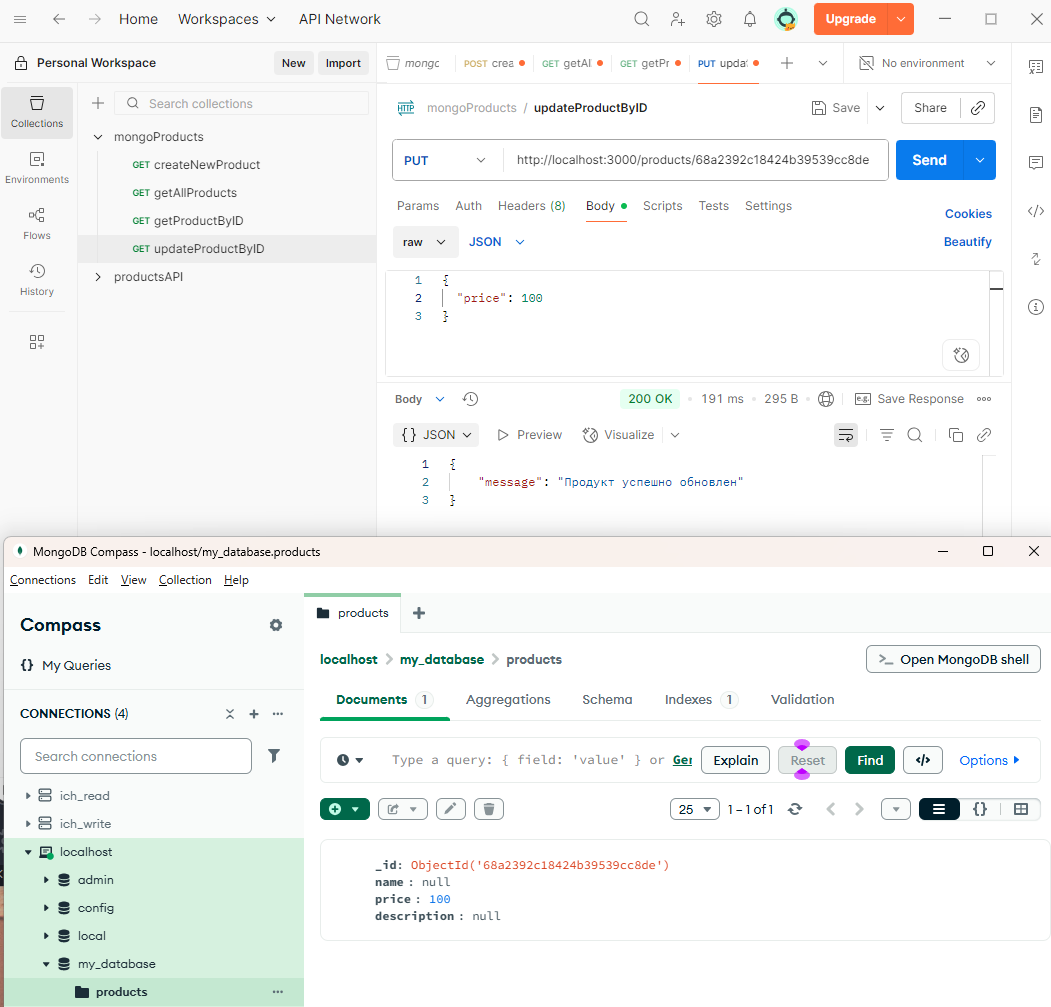 Home Workspaces API Network Upgrade
Personal Workspace New Import
mongc POST crea GET getAl GET getPr PUT updat No environment
Collections
Search collections
mongoProducts / updateProductByID Save Share
mongoProducts
GET createNewProduct
GET getAllProducts
GET getProductByID
GET updateProductByID
productsAPI
Environments
Flows
History
PUT http://localhost:3000/products/68a2392c18424b39539cc8de Send
Params Auth Headers (8) Body Scripts Tests Settings Cookies
raw JSON Beautify
1 {
2 "price": 100
3 }
Body 200 OK 191 ms 295 B e.g. Save Response
{} JSON Preview Visualize
1 {
2 "message": "Продукт успешно обновлен"
3 }
MongoDB Compass - localhost/my_database.products
Connections Edit View Collection Help
Compass
{} My Queries
CONNECTIONS (4)
Search connections
ich_read
ich_write
localhost
admin
config
local
my_database
products
products
localhost > my_database > products >_ Open MongoDB shell
Documents 1 Aggregations Schema Indexes 1 Validation
Type a query: { field: 'value' } or Ger Explain Reset Find </> Options
25 1 – 1 of 1 {}
_id: ObjectId('68a2392c18424b39539cc8de')
name : null
price : 100
description : null